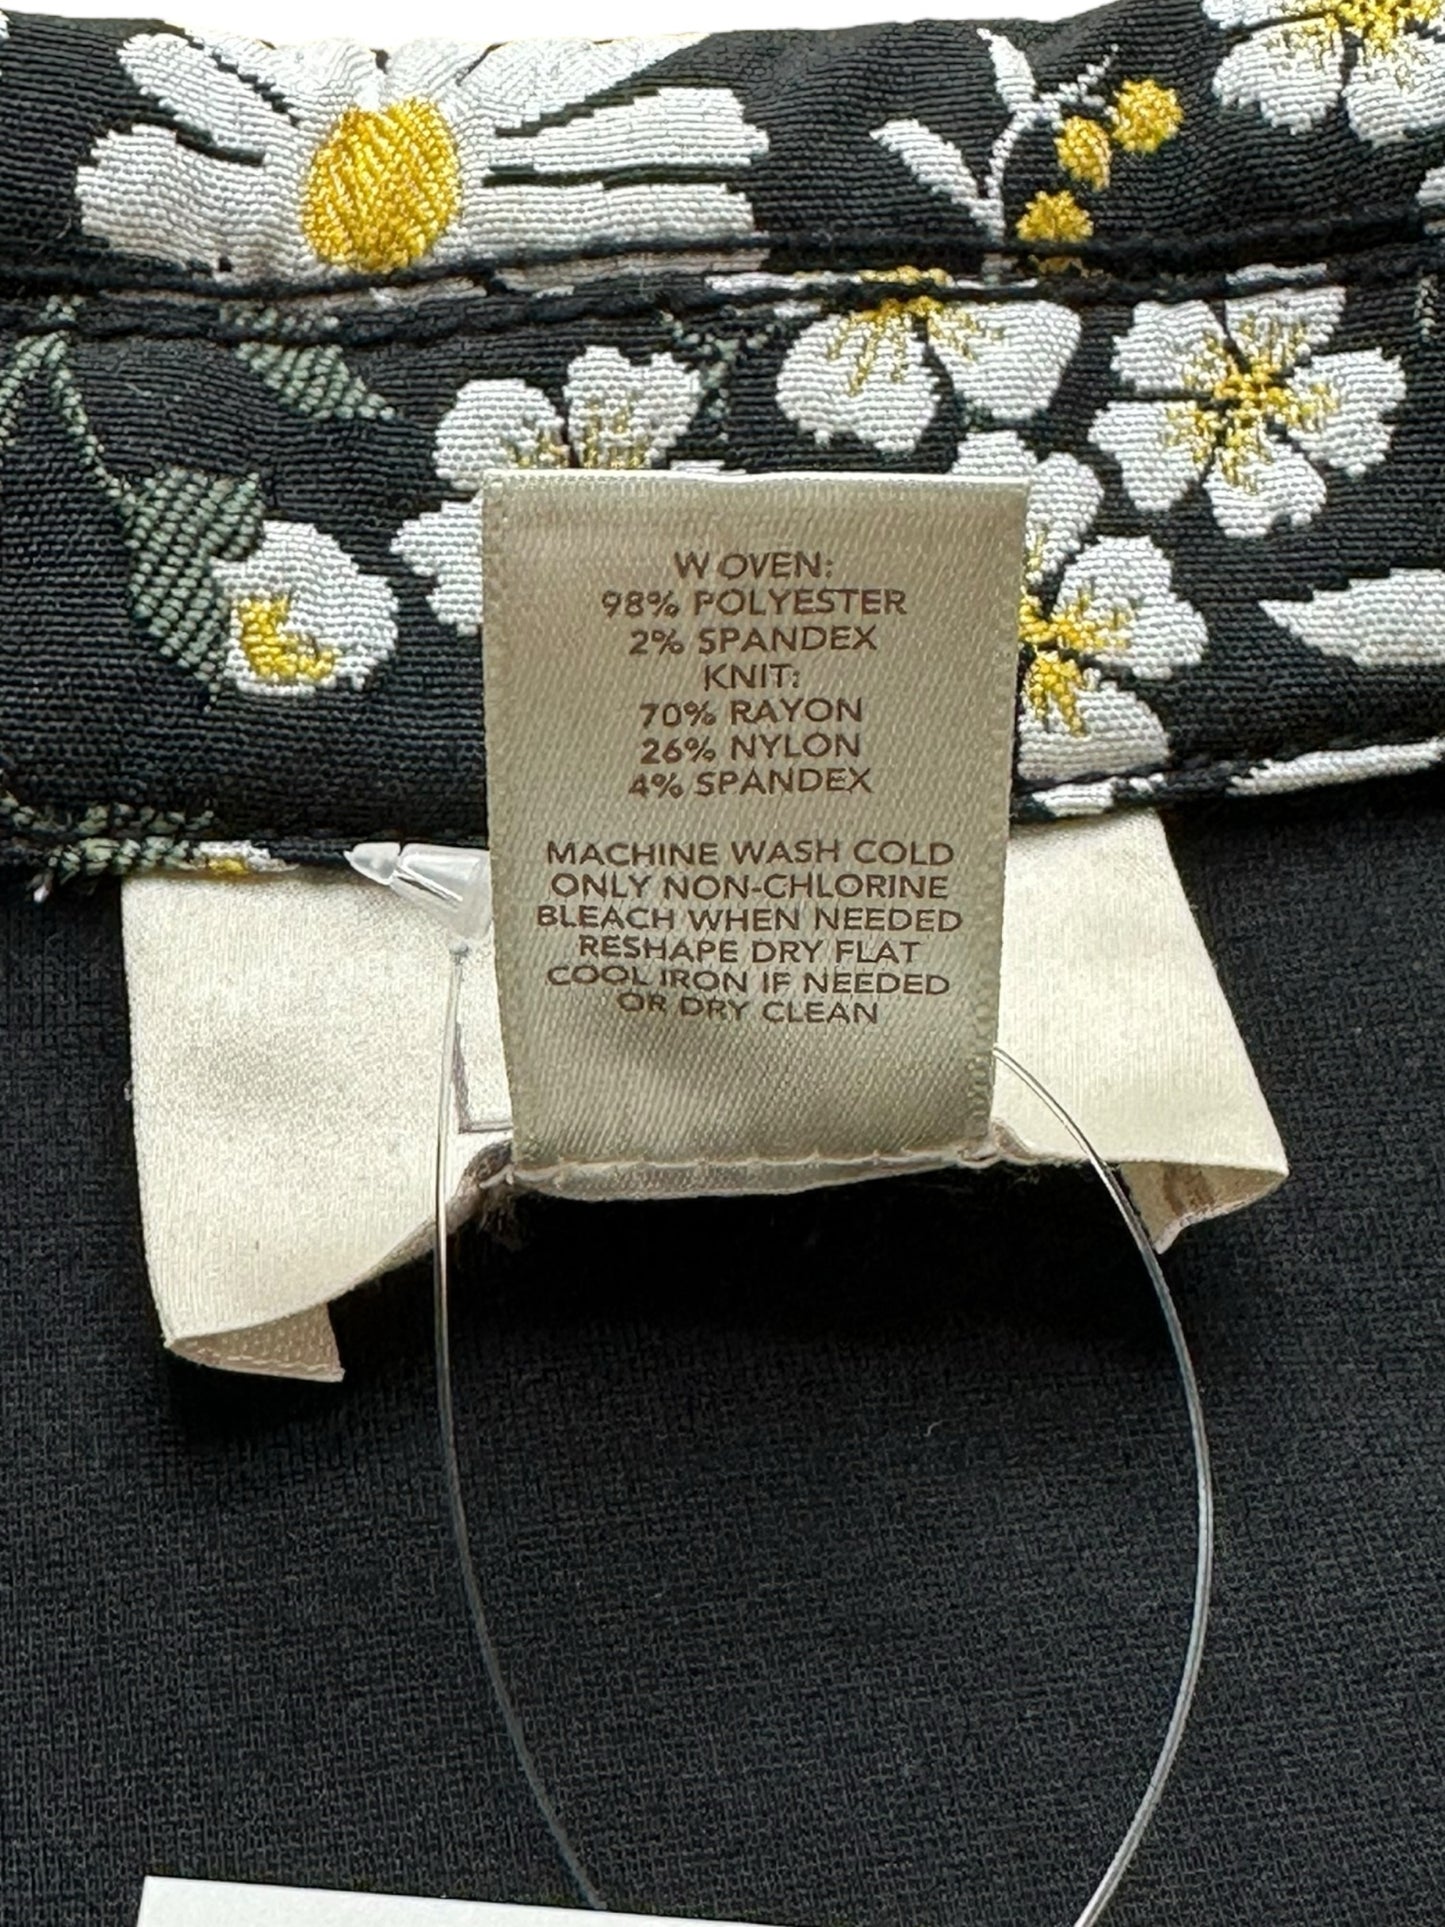 WOVEN:
98% POLYESTER
2% SPANDEX
KNIT:
70% RAYON
26% NYLON
4% SPANDEX
MACHINE WASH COLD
ONLY NON-CHLORINE
BLEACH WHEN NEEDED
RESHAPE DRY FLAT
COOL IRON IF NEEDED
OR DRY CLEAN